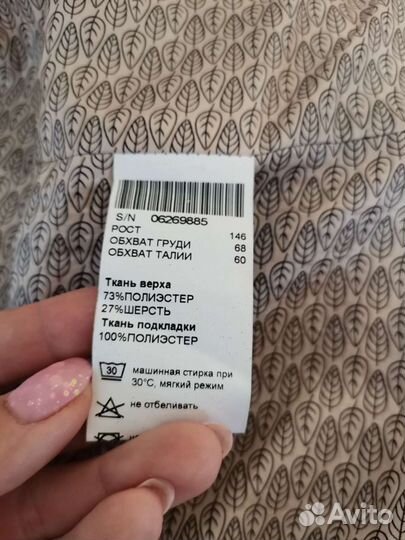 S/N 06269885
РОСТ 146
ОБХВАТ ГРУДИ 68
ОБХВАТ ТАЛИИ 60
Ткань верха
73%ПОЛИЭСТЕР
27%ШЕРСТЬ
Ткань подкладки
100%ПОЛИЭСТЕР
30 машинная стирка при
30°С, мягкий режим
не отбеливать
Avito